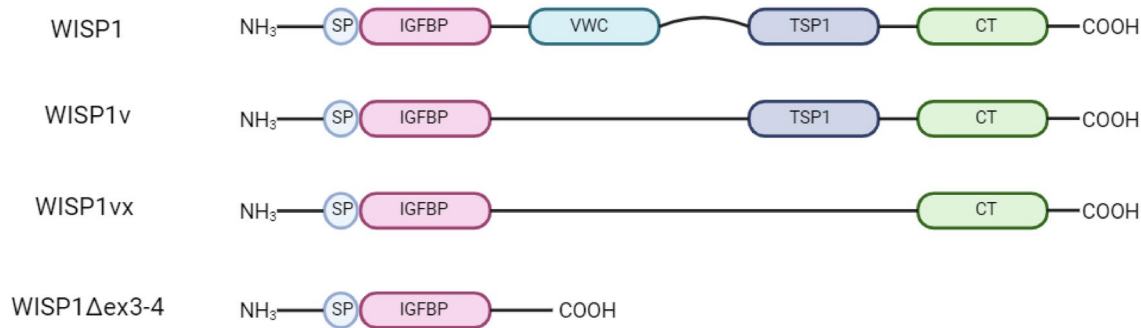 WISP1 NH3 SP IGFBP VWC TSP1 CT COOH
WISP1v NH3 SP IGFBP TSP1 CT COOH
WISP1vx NH3 SP IGFBP CT COOH
WISP1Δex3-4 NH3 SP IGFBP COOH